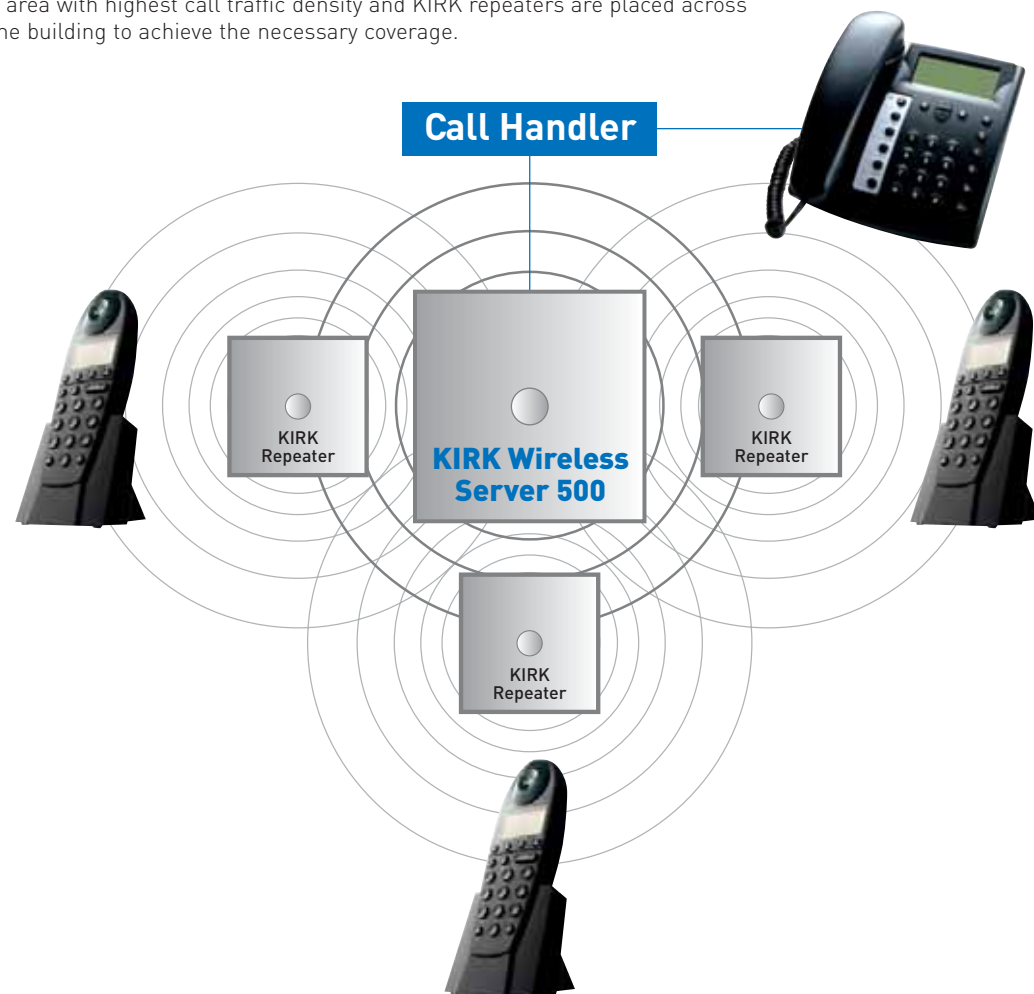 area with highest call traffic density and KIRK repeaters are placed across
ne building to achieve the necessary coverage.
Call Handler
KIRK
Repeater
KIRK Wireless
Server 500
KIRK
Repeater
KIRK
Repeater